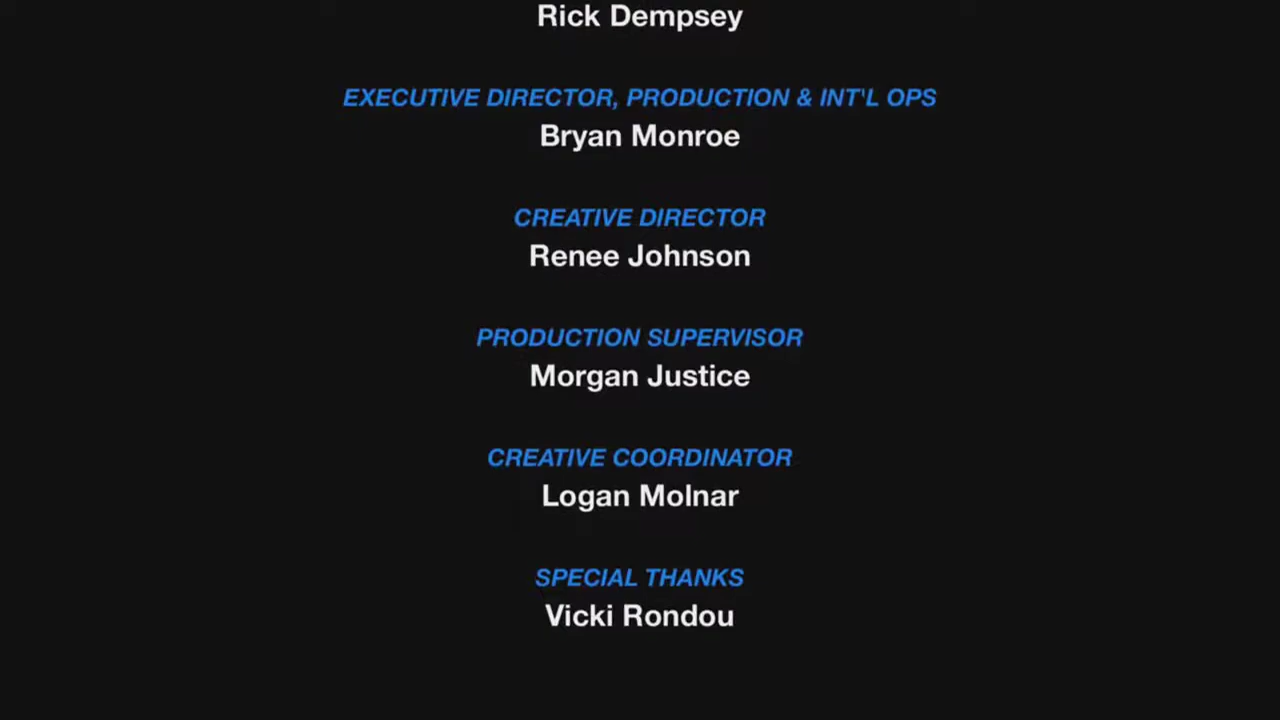 Rick Dempsey
EXECUTIVE DIRECTOR, PRODUCTION & INT'L OPS
Bryan Monroe
CREATIVE DIRECTOR
Renee Johnson
PRODUCTION SUPERVISOR
Morgan Justice
CREATIVE COORDINATOR
Logan Molnar
SPECIAL THANKS
Vicki Rondou